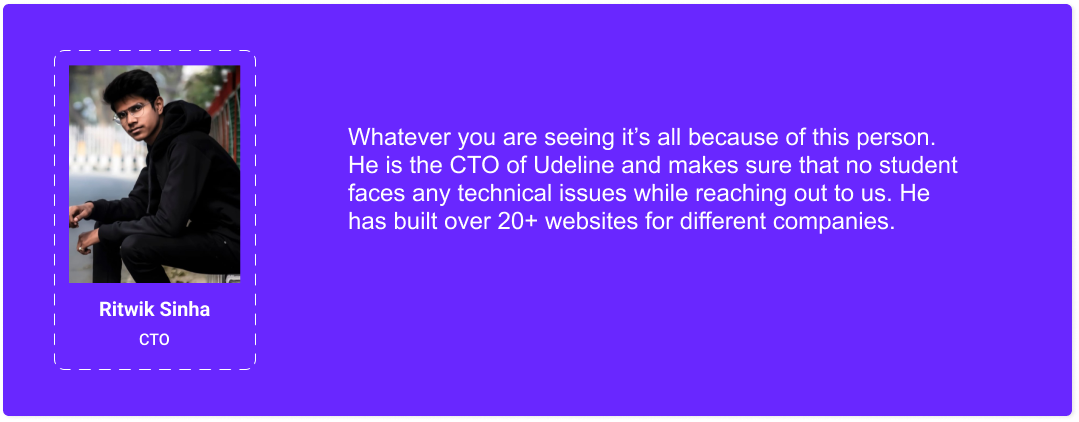 Whatever you are seeing it’s all because of this person.
He is the CTO of Udeline and makes sure that no student
faces any technical issues while reaching out to us. He
has built over 20+ websites for different companies.
Ritwik Sinha
CTO